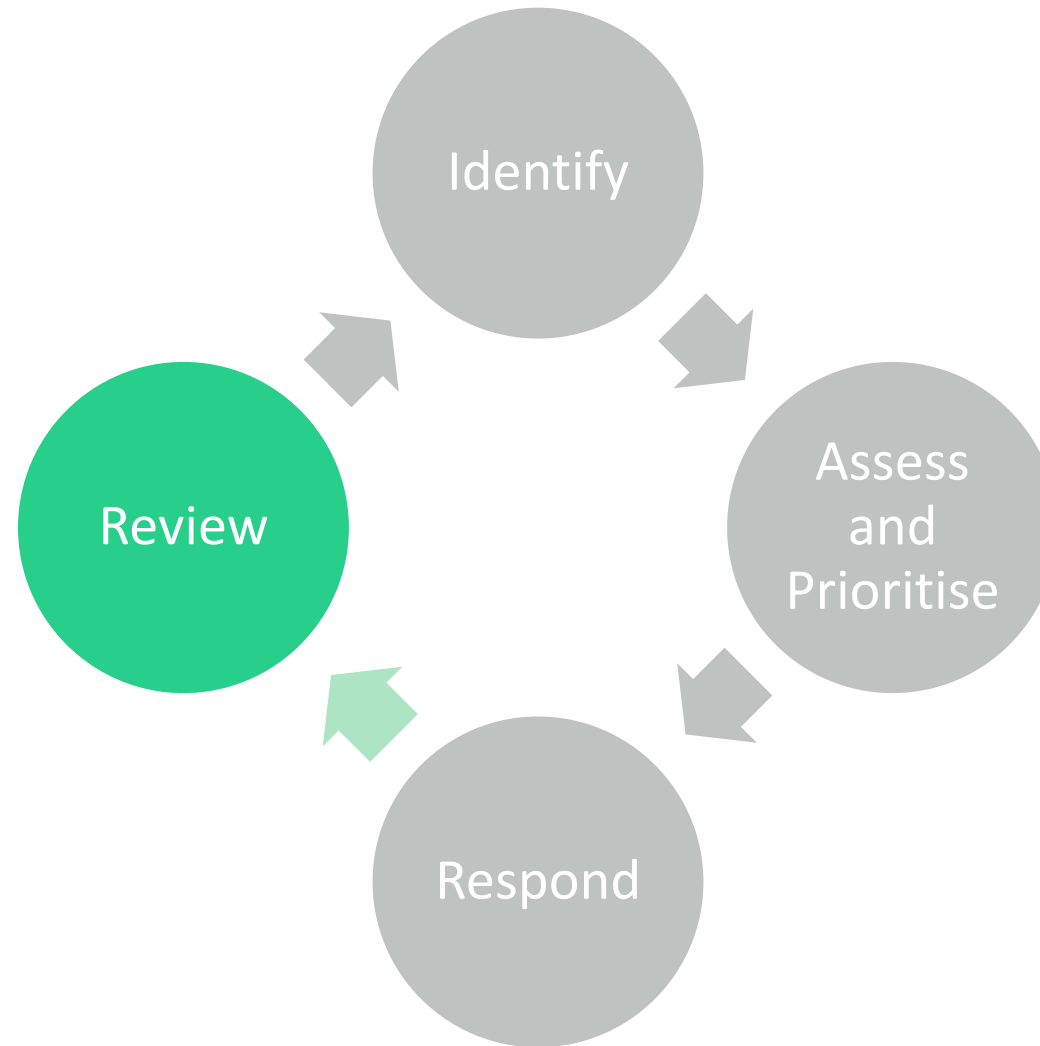 Identify
Assess
and
Prioritise
Review
Respond